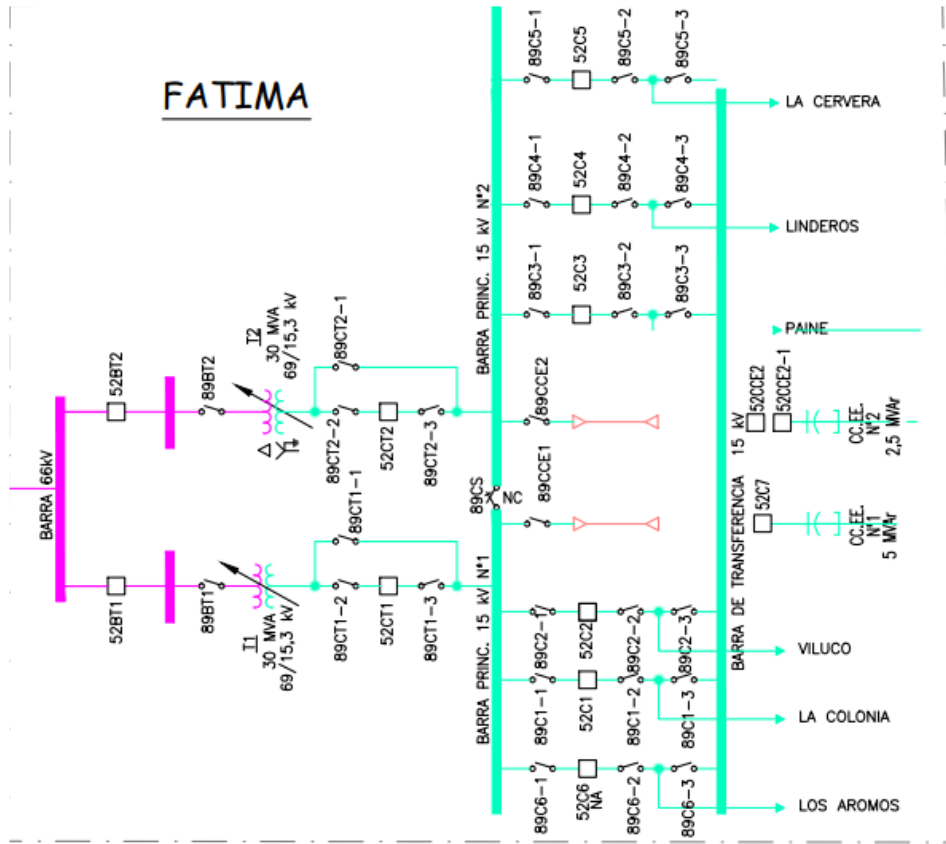 FATIMA
89C5-1
52C5
89C5-2
89C5-3
LA CERVERA
89C4-1
52C4
89C4-2
89C4-3
LINDEROS
BARRA PRINC. 15 kV N°2
89C3-1
52C3
89C3-2
89C3-3
PAINE
BARRA 66kV
52BT2
89BT2
T2
30 MVA
69/15,3 kV
89CT2-1
89CT2-2
52CT2
89CT2-3
89CCE2
52CCE2
52CCE2-1
CC.EE.
N°2
2,5 MVAr
89CS
NC
89CCE1
52C7
CC.EE.
N°1
5 MVAr
52BT1
89BT1
T1
30 MVA
69/15,3 kV
89CT1-1
89CT1-2
52CT1
89CT1-3
BARRA PRINC. 15 kV N°1
BARRA DE TRANSFERENCIA 15 kV
89C2-1
52C2
89C2-2
89C2-3
VILUCO
89C1-1
52C1
89C1-2
89C1-3
LA COLONIA
89C6-1
52C6
NA
89C6-2
89C6-3
LOS AROMOS